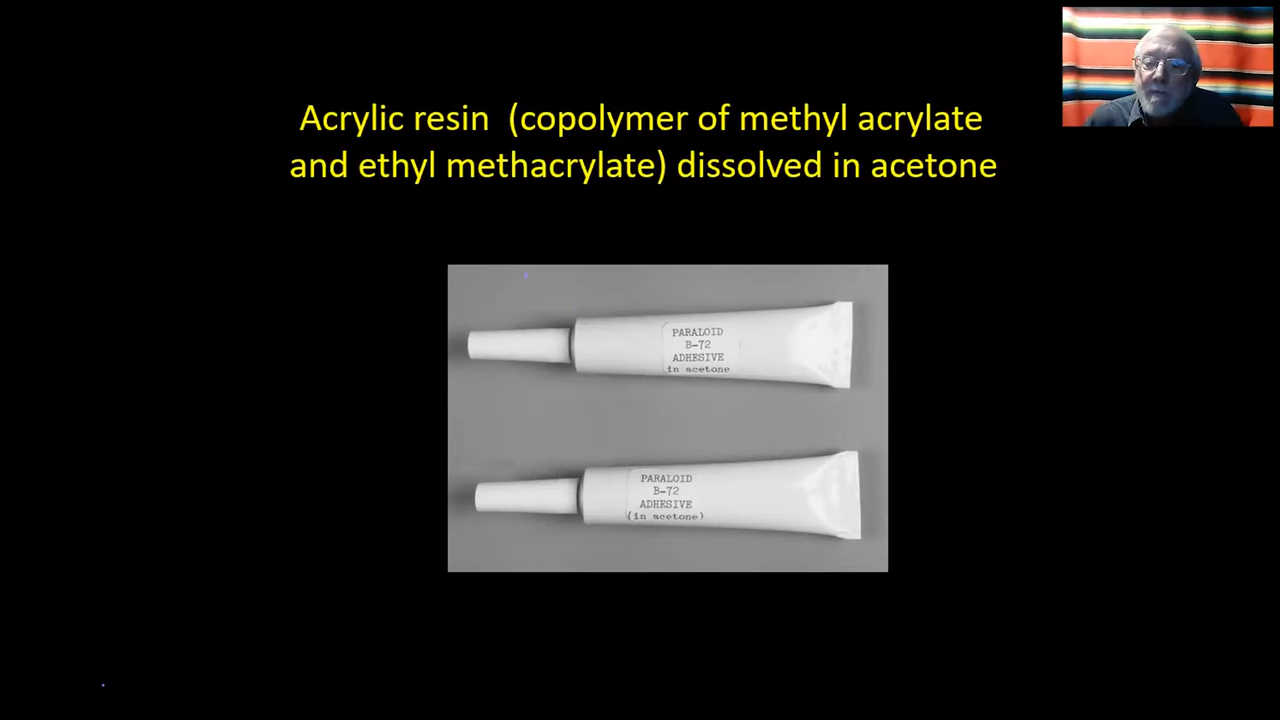 Acrylic resin  (copolymer of methyl acrylate
and ethyl methacrylate) dissolved in acetone
PARALOID
B-72
ADHESIVE
in acetone
PARALOID
B-72
ADHESIVE
(in acetone)